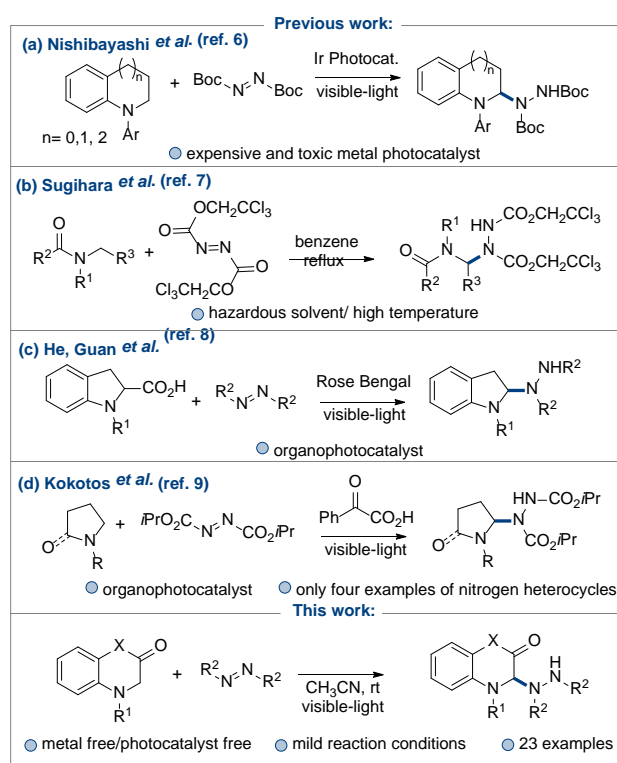 Previous work:
(a) Nishibayashi et al. (ref. 6)
( )n
N
Ar
n= 0,1, 2
+
Boc
N=N
Boc
Ir Photocat.
visible-light
( )n
N
Ar
N
NHBoc
Boc
expensive and toxic metal photocatalyst
(b) Sugihara et al. (ref. 7)
O
R2 N R3
R1
+
OCH2CCl3
O
N=N
O
Cl3CH2CO
benzene
reflux
R1
HN-CO2CH2CCl3
O N N
CO2CH2CCl3
R2 R3
hazardous solvent/ high temperature
(c) He, Guan et al. (ref. 8)
CO2H
N
R1
+
R2
N=N
R2
Rose Bengal
visible-light
NHR2
N
N
R2
R1
organophotocatalyst
(d) Kokotos et al. (ref. 9)
O
N
R
+
iPrO2C
N=N
CO2iPr
O
Ph CO2H
visible-light
HN-CO2iPr
N
CO2iPr
O
N
R
organophotocatalyst
only four examples of nitrogen heterocycles
This work:
X O
N
R1
+
R2
N=N
R2
CH3CN, rt
visible-light
X O
H
N
N N R2
R1 R2
metal free/photocatalyst free
mild reaction conditions
23 examples